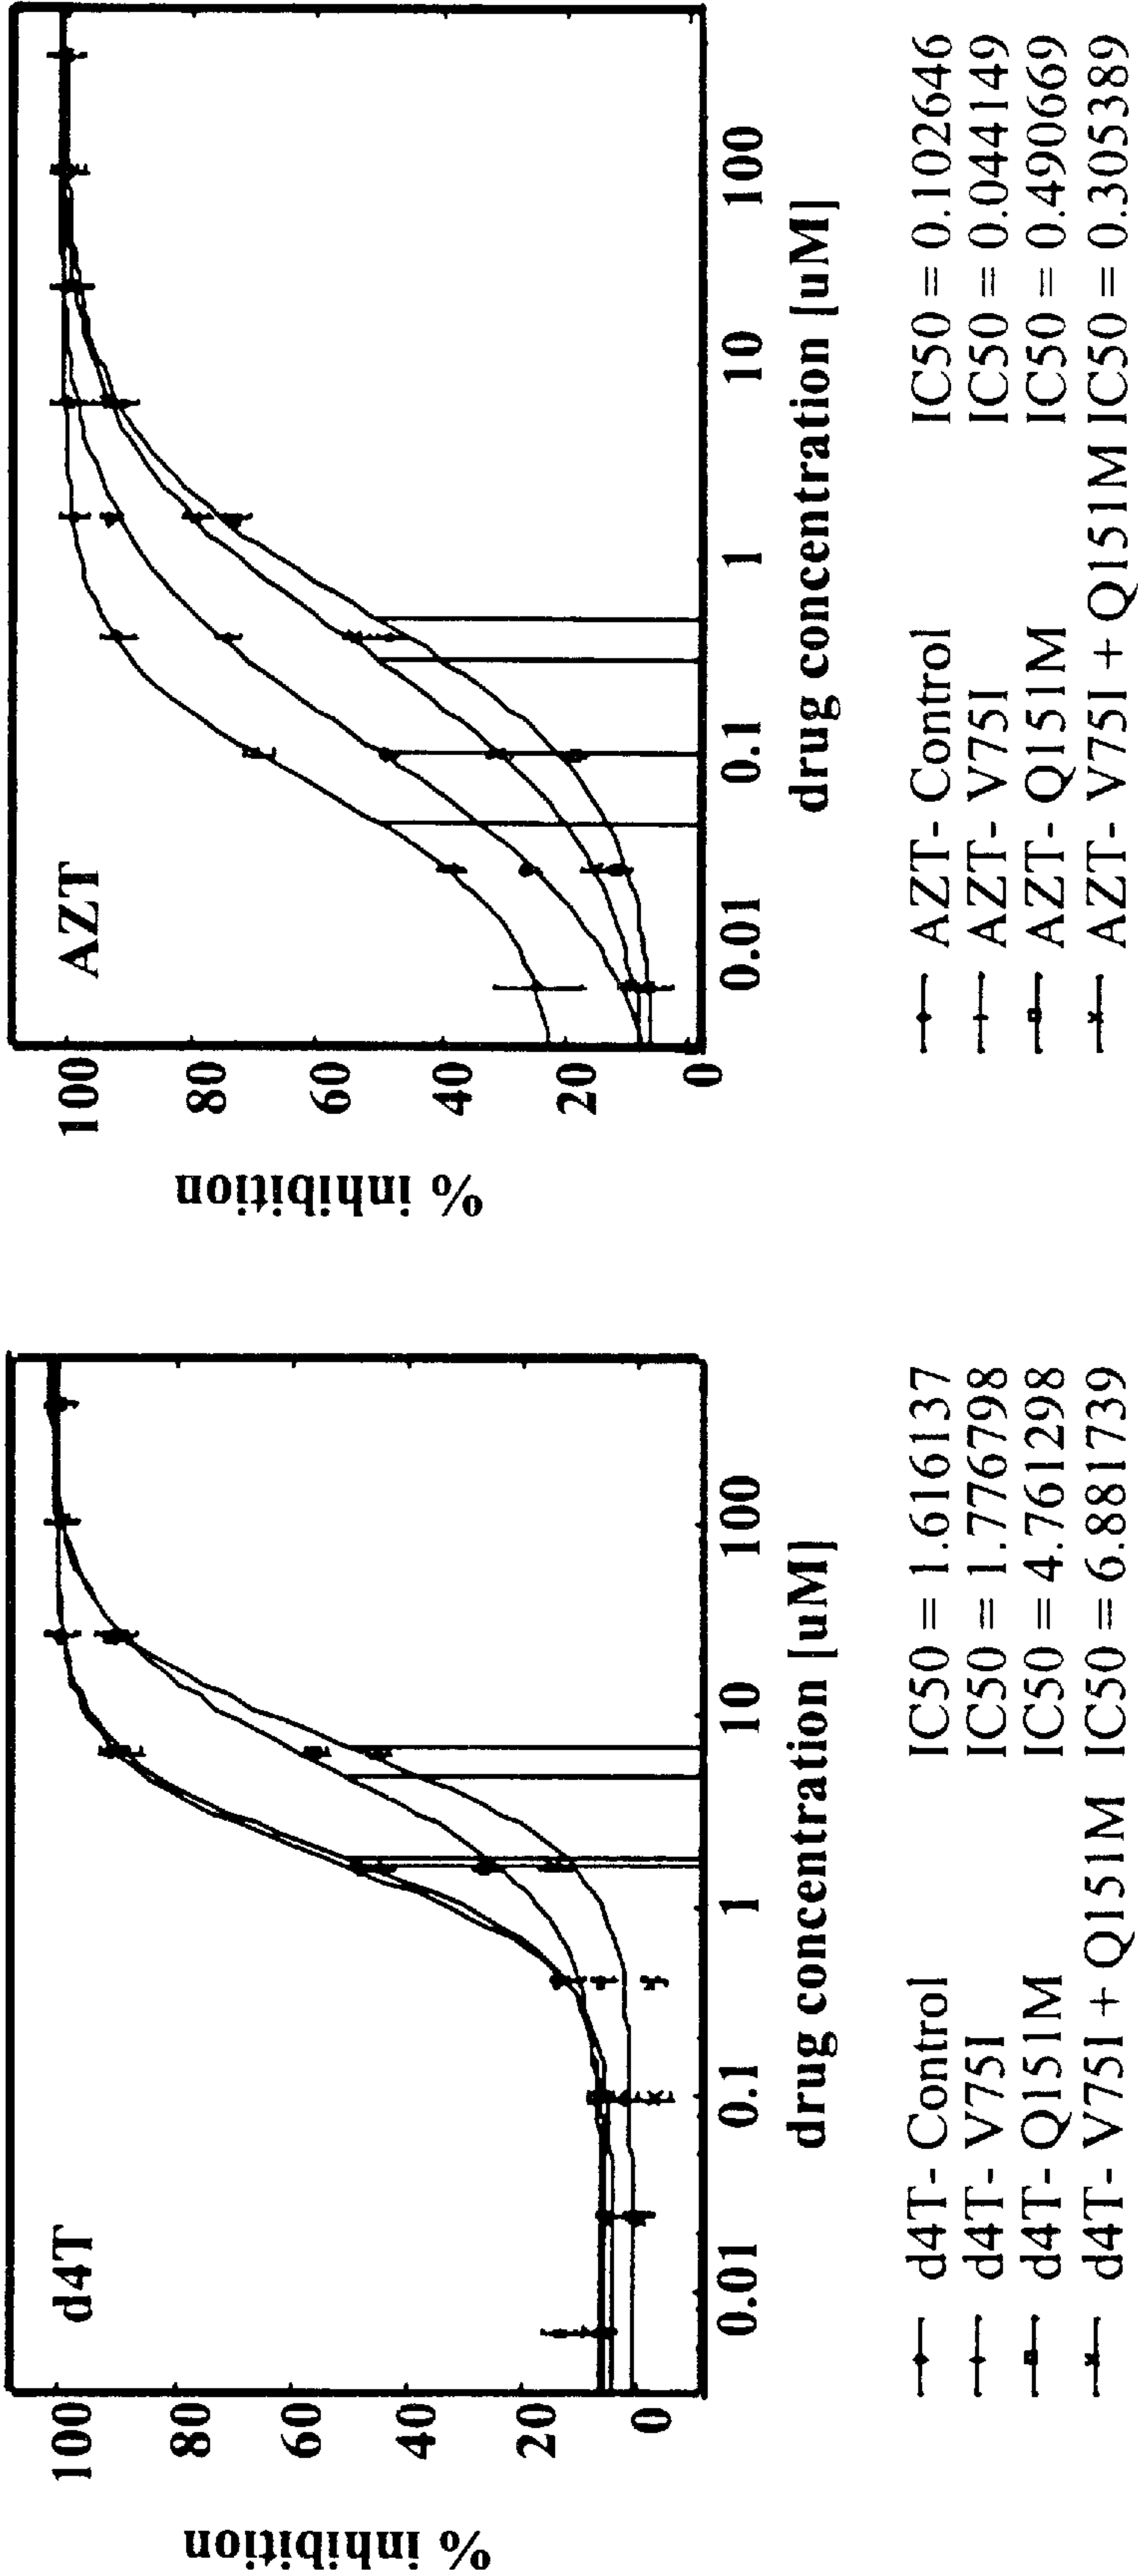 d4T
% inhibition
100
80
60
40
20
0
0.01
0.1
1
10
100
drug concentration [uM]
d4T- Control IC50 = 1.616137
d4T- V75I IC50 = 1.776798
d4T- Q151M IC50 = 4.761298
d4T- V75I + Q151M IC50 = 6.881739
AZT
% inhibition
100
80
60
40
20
0
0.01
0.1
1
10
100
drug concentration [uM]
AZT- Control IC50 = 0.102646
AZT- V75I IC50 = 0.044149
AZT- Q151M IC50 = 0.490669
AZT- V75I + Q151M IC50 = 0.305389